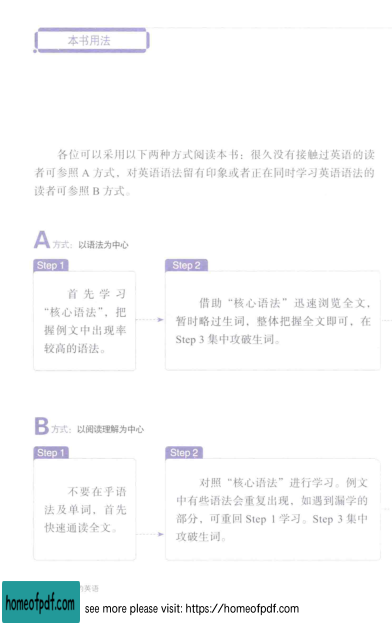 本书用法
各位可以采用以下两种方式阅读本书：很久没有接触过英语的读
者可参照 A 方式，对英语语法留有印象或者正在同时学习英语语法的
读者可参照 B 方式。
A 方式：以语法为中心
Step 1
首先学习
“核心语法”，把
握例文中出现率
较高的语法。
Step 2
借助“核心语法”迅速浏览全文，
暂时略过生词，整体把握全文即可，在
Step 3 集中攻破生词。
B 方式：以阅读理解为中心
Step 1
不要在乎语
法及单词，首先
快速通读全文。
Step 2
对照“核心语法”进行学习。例文
中有些语法会重复出现，如遇到漏学的
部分，可重回 Step 1 学习。Step 3 集中
攻破生词。
英语
homeofpdf.com
see more please visit: https://homeofpdf.com